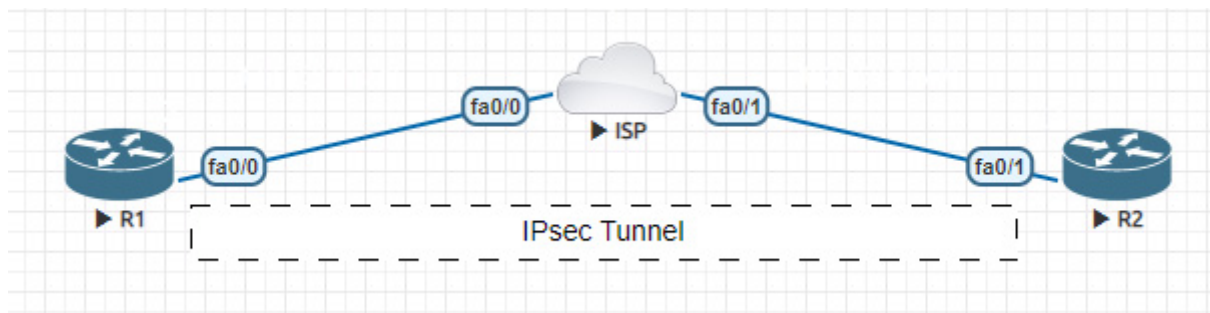 fa0/0
fa0/1
ISP
fa0/0
fa0/1
R1
R2
IPsec Tunnel